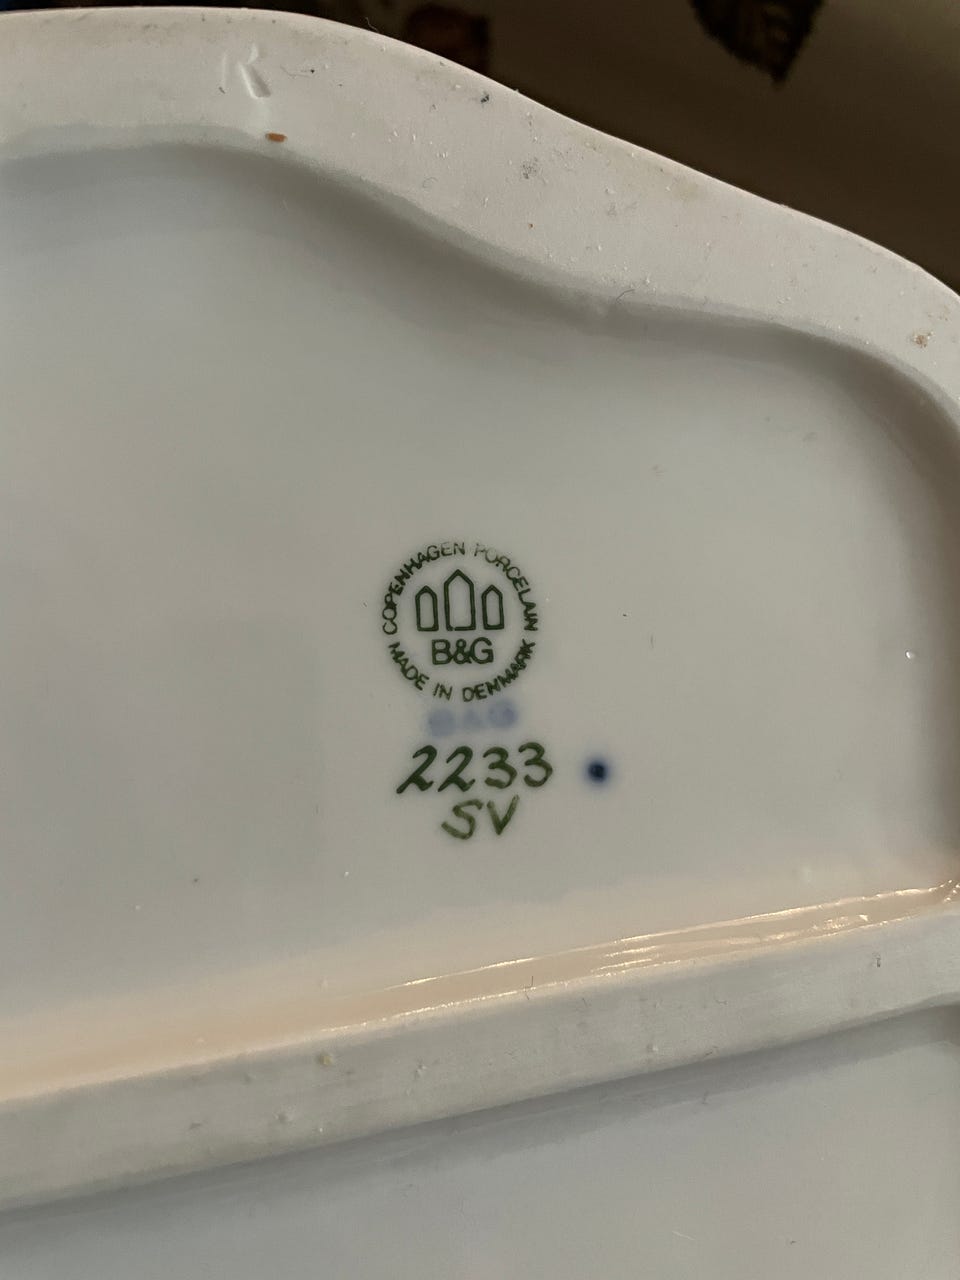 K
COPENHAGEN PORCELAIN
B&G
MADE IN DENMARK
B&G
2233
SV